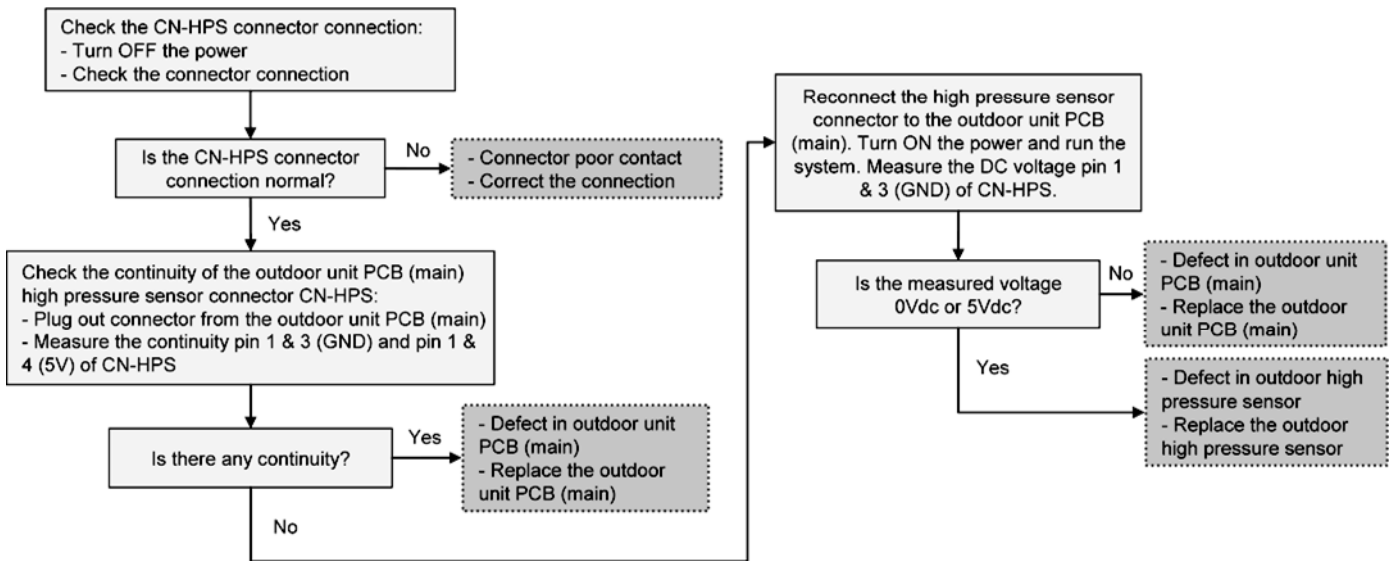 Check the CN-HPS connector connection:
- Turn OFF the power
- Check the connector connection
Is the CN-HPS connector
connection normal?
No
- Connector poor contact
- Correct the connection
Yes
Check the continuity of the outdoor unit PCB (main)
high pressure sensor connector CN-HPS:
- Plug out connector from the outdoor unit PCB (main)
- Measure the continuity pin 1 & 3 (GND) and pin 1 &
4 (5V) of CN-HPS
Is there any continuity?
Yes
- Defect in outdoor unit
PCB (main)
- Replace the outdoor
unit PCB (main)
No
Reconnect the high pressure sensor
connector to the outdoor unit PCB
(main). Turn ON the power and run the
system. Measure the DC voltage pin 1
& 3 (GND) of CN-HPS.
Is the measured voltage
0Vdc or 5Vdc?
No
- Defect in outdoor unit
PCB (main)
- Replace the outdoor
unit PCB (main)
Yes
- Defect in outdoor high
pressure sensor
- Replace the outdoor
high pressure sensor